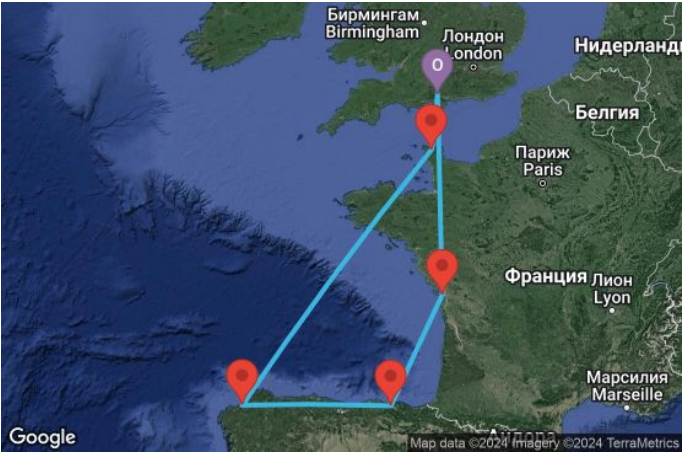 Бирмингам
Birmingham
Лондон
London
O
Нидерланды
Бельгия
Париж
Paris
Франция
Лион
Lyon
Марсилия
Marseille
Google
Map data ©2024 Imagery ©2024 TerraMetrics